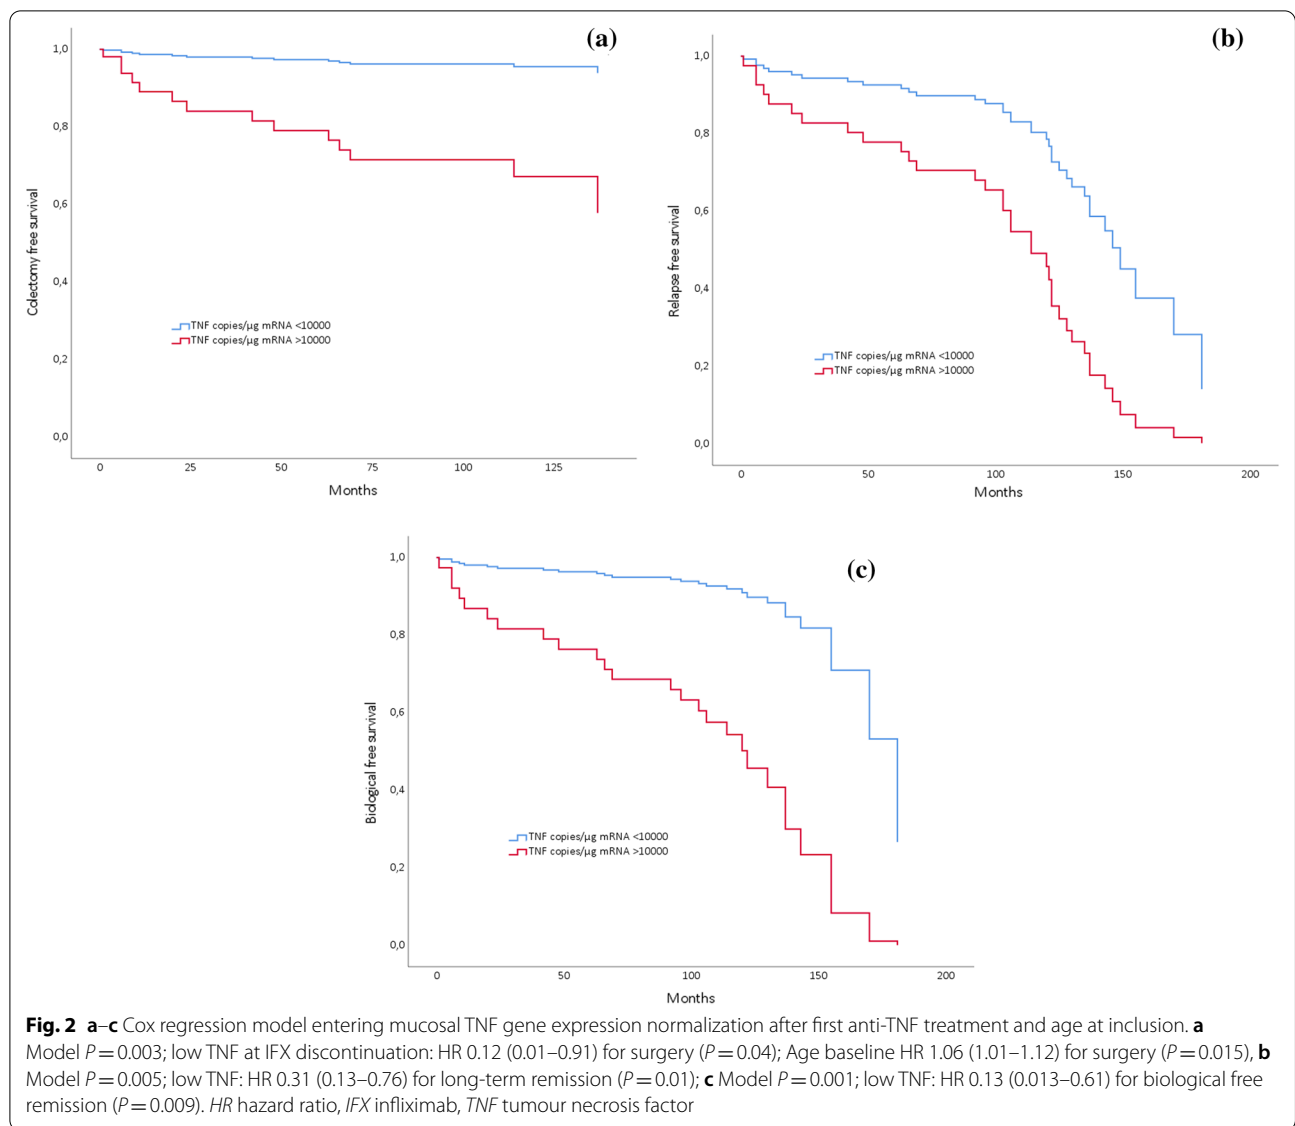 (a)
Colectomy free survival
1,0
0,8
0,6
0,4
0,2
0,0
TNF copies/µg mRNA <10000
TNF copies/µg mRNA >10000
0 25 50 75 100 125
Months
(b)
Relapse free survival
1,0
0,8
0,6
0,4
0,2
0,0
TNF copies/µg mRNA <10000
TNF copies/µg mRNA >10000
0 50 100 150 200
Months
(c)
Biological free survival
1,0
0,8
0,6
0,4
0,2
0,0
TNF copies/µg mRNA <10000
TNF copies/µg mRNA >10000
0 50 100 150 200
Months
Fig. 2 a–c Cox regression model entering mucosal TNF gene expression normalization after first anti-TNF treatment and age at inclusion. a
Model P = 0.003; low TNF at IFX discontinuation: HR 0.12 (0.01–0.91) for surgery (P = 0.04); Age baseline HR 1.06 (1.01–1.12) for surgery (P = 0.015), b
Model P = 0.005; low TNF: HR 0.31 (0.13–0.76) for long-term remission (P = 0.01); c Model P = 0.001; low TNF: HR 0.13 (0.013–0.61) for biological free
remission (P = 0.009). HR hazard ratio, IFX infliximab, TNF tumour necrosis factor